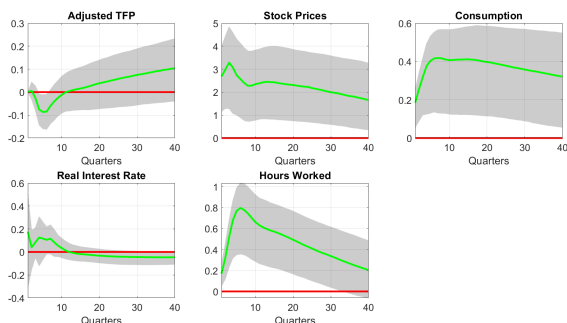 Adjusted TFP
0.3
0.2
0.1
0
-0.1
-0.2
10 20 30 40
Quarters
Stock Prices
5
4
3
2
1
0
10 20 30 40
Quarters
Consumption
0.6
0.4
0.2
0
10 20 30 40
Quarters
Real Interest Rate
0.6
0.4
0.2
0
-0.2
-0.4
10 20 30 40
Quarters
Hours Worked
1
0.8
0.6
0.4
0.2
0
10 20 30 40
Quarters